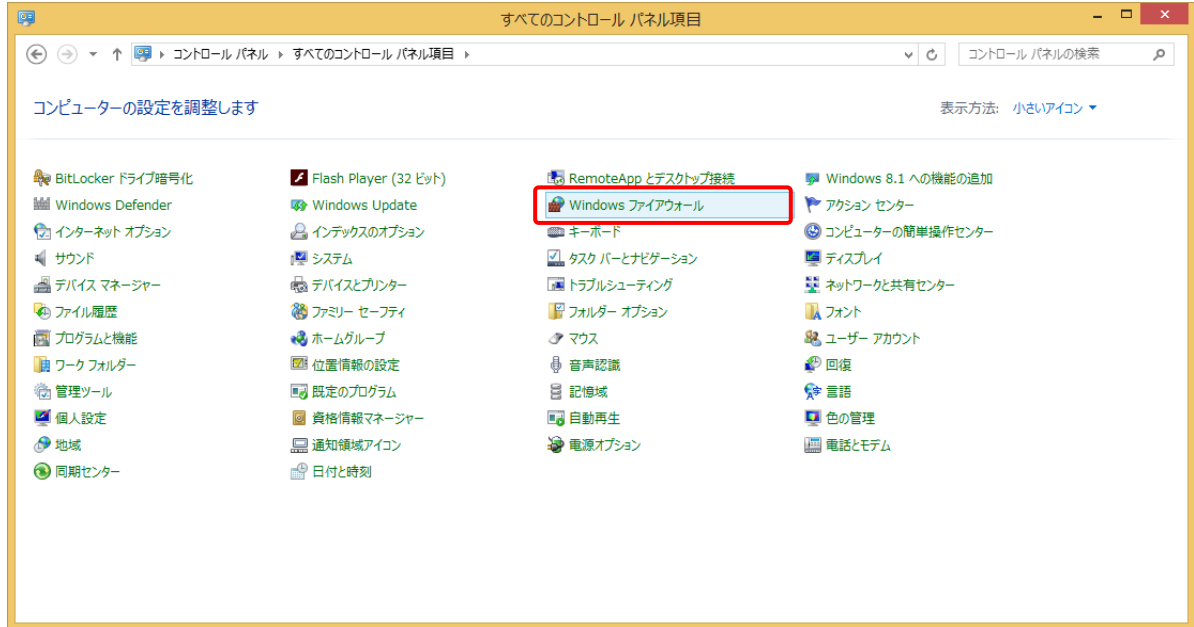 すべてのコントロール パネル項目
コントロール パネル すべてのコントロール パネル項目 コントロール パネルの検索
コンピューターの設定を調整します 表示方法: 小さいアイコン
BitLocker ドライブ暗号化 Flash Player (32 ビット) RemoteApp とデスクトップ接続 Windows 8.1 への機能の追加
Windows Defender Windows Update Windows ファイアウォール アクション センター
インターネット オプション インデックスのオプション キーボード コンピューターの簡単操作センター
サウンド システム タスク バーとナビゲーション ディスプレイ
デバイス マネージャー デバイスとプリンター トラブルシューティング ネットワークと共有センター
ファイル履歴 ファミリー セーフティ フォルダー オプション フォント
プログラムと機能 ホームグループ マウス ユーザー アカウント
ワーク フォルダー 位置情報の設定 音声認識 回復
管理ツール 既定のプログラム 記憶域 言語
個人設定 資格情報マネージャー 自動再生 色の管理
地域 通知領域アイコン 電源オプション 電話とモデム
同期センター 日付と時刻